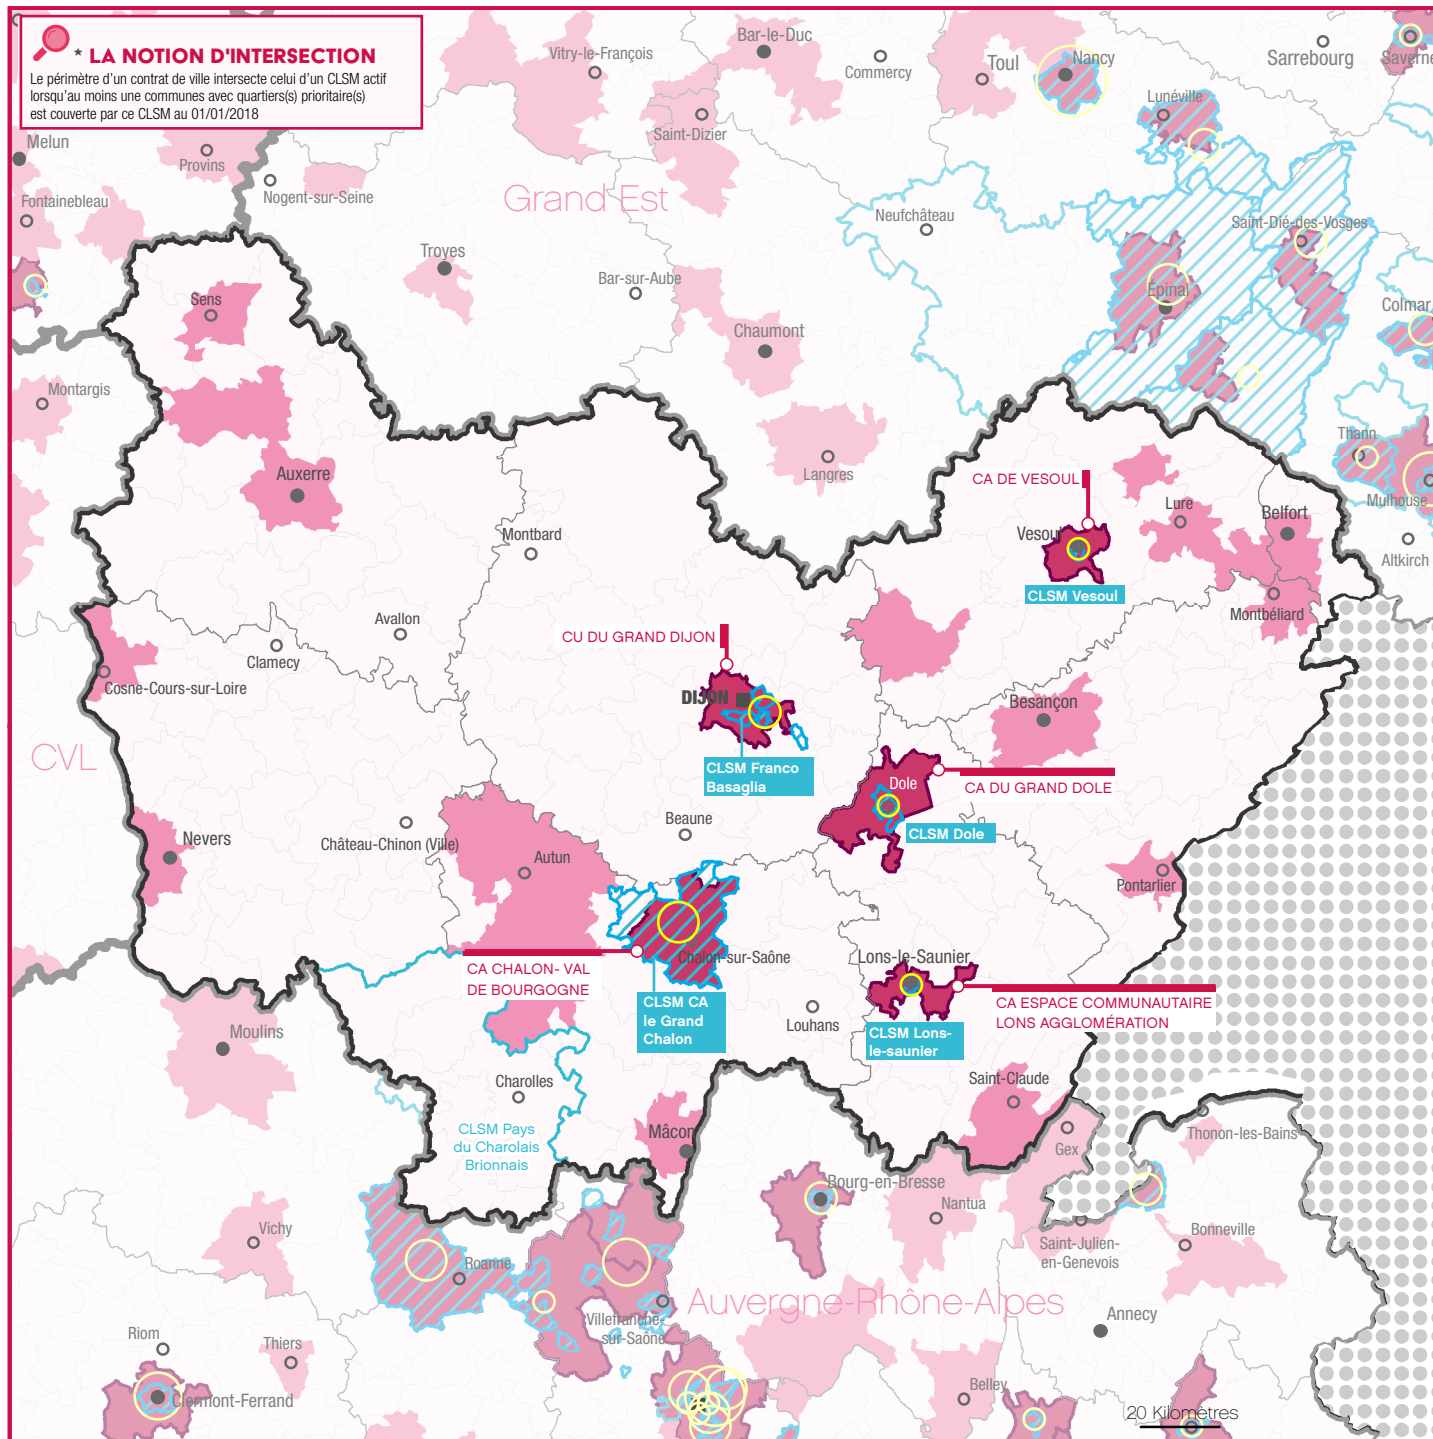 * LA NOTION D'INTERSECTION
Le périmètre d'un contrat de ville intersecte celui d'un CLSM actif
lorsqu'au moins une communes avec quartiers(s) prioritaire(s)
est couverte par ce CLSM au 01/01/2018
Vitry-le-François
Bar-le-Duc
Commercy
Toul
Nancy
Sarrebourg
Saverne
Lunéville
Saint-Dizier
Melun
Provins
Nogent-sur-Seine
Fontainebleau
Grand Est
Neufchâteau
Saint-Dié-des-Vosges
Troyes
Bar-sur-Aube
Épinal
Colmar
Sens
Chaumont
Montargis
Thann
Langres
Auxerre
CA DE VESOUL
Mulhouse
Lure
Belfort
Montbard
Vesoul
Altkirch
CLSM Vesoul
Montbéliard
Avallon
CU DU GRAND DIJON
Clamecy
Cosne-Cours-sur-Loire
DIJON
Besançon
CVL
CLSM Franco
Basaglia
Dole
CA DU GRAND DOLE
Beaune
CLSM Dole
Nevers
Château-Chinon (Ville)
Autun
Pontarlier
Chalon-sur-Saône
Lons-le-Saunier
CA CHALON- VAL
DE BOURGOGNE
CLSM CA
le Grand
Chalon
CA ESPACE COMMUNAUTAIRE
LONS AGGLOMÉRATION
Louhans
CLSM Lons-
le-saunier
Moulins
Charolles
Saint-Claude
CLSM Pays
du Charolais
Brionnais
Mâcon
Gex
Thonon-les-Bains
Bourg-en-Bresse
Nantua
Vichy
Saint-Julien-
en-Genevois
Bonneville
Roanne
Auvergne-Rhône-Alpes
Villefranche-
sur-Saône
Annecy
Riom
Thiers
Belley
Clermont-Ferrand
20 Kilomètres